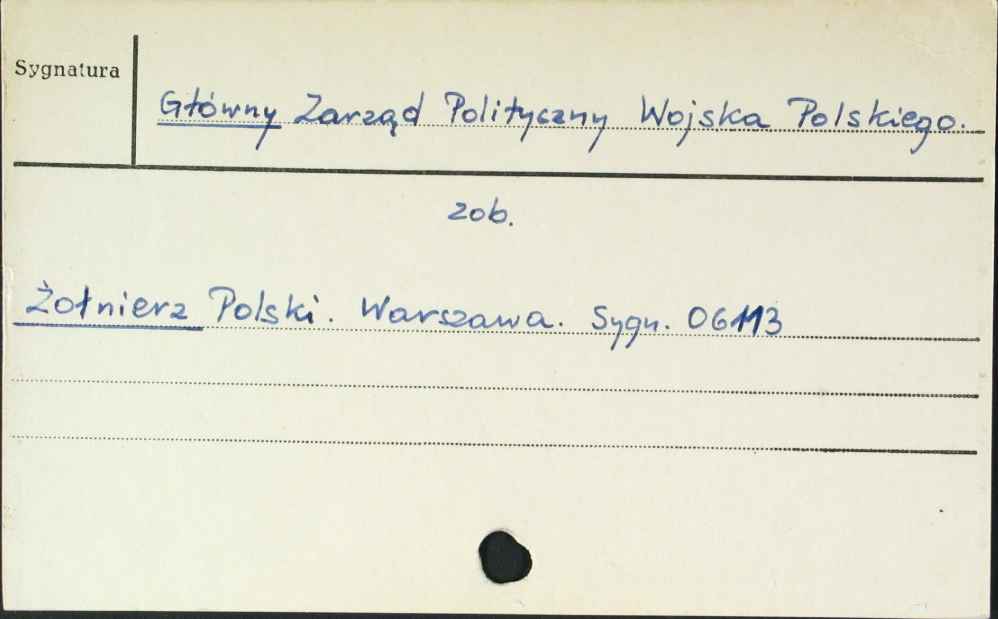 Sygnatura
Główny Zarząd Polityczny Wojska Polskiego.
zob.
Żołnierz Polski. Warszawa. Sygn. 06113